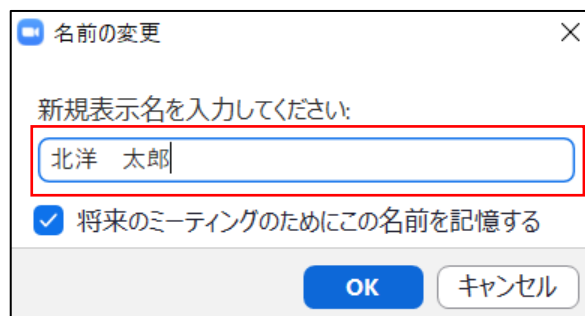 名前の変更
新規表示名を入力してください:
北洋　太郎
将来のミーティングのためにこの名前を記憶する
OK キャンセル